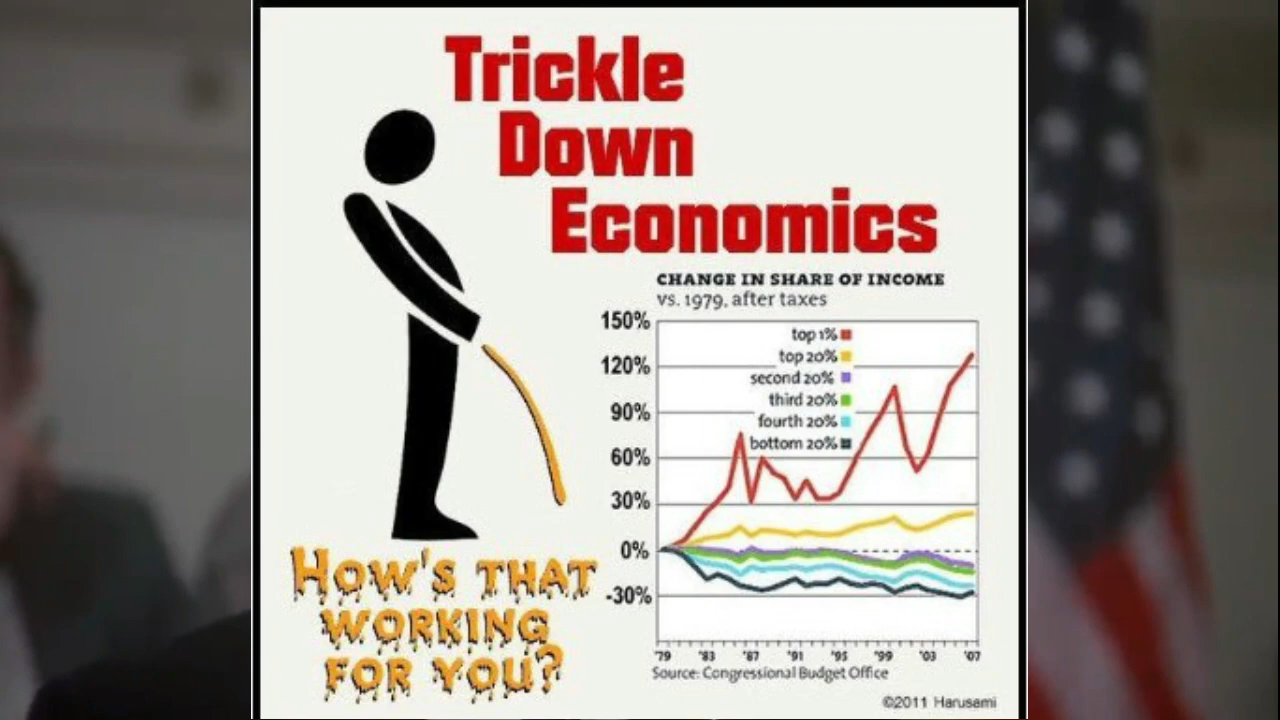 Trickle
Down
Economics
CHANGE IN SHARE OF INCOME
vs. 1979, after taxes
150%
120%
90%
60%
30%
0%
-30%
top 1%
top 20%
second 20%
third 20%
fourth 20%
bottom 20%
'79 '83 '87 '91 '95 '99 '03 '07
Source: Congressional Budget Office
HOW'S THAT
WORKING
FOR YOU?
©2011 Harusami